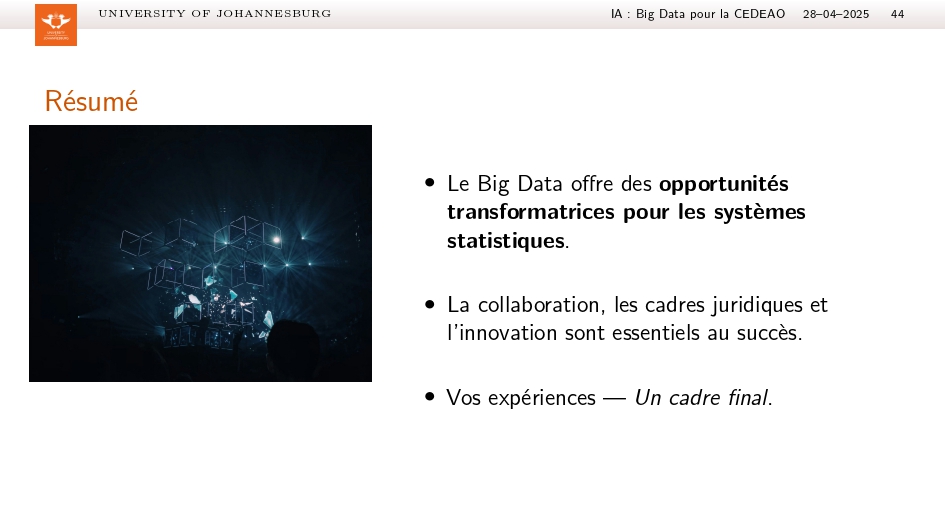 UNIVERSITY OF JOHANNESBURG
IA : Big Data pour la CEDEAO 28–04–2025 44
UNIVERSITY
JOHANNESBURG
Résumé
• Le Big Data offre des opportunités
transformatrices pour les systèmes
statistiques.
• La collaboration, les cadres juridiques et
l'innovation sont essentiels au succès.
• Vos expériences — Un cadre final.